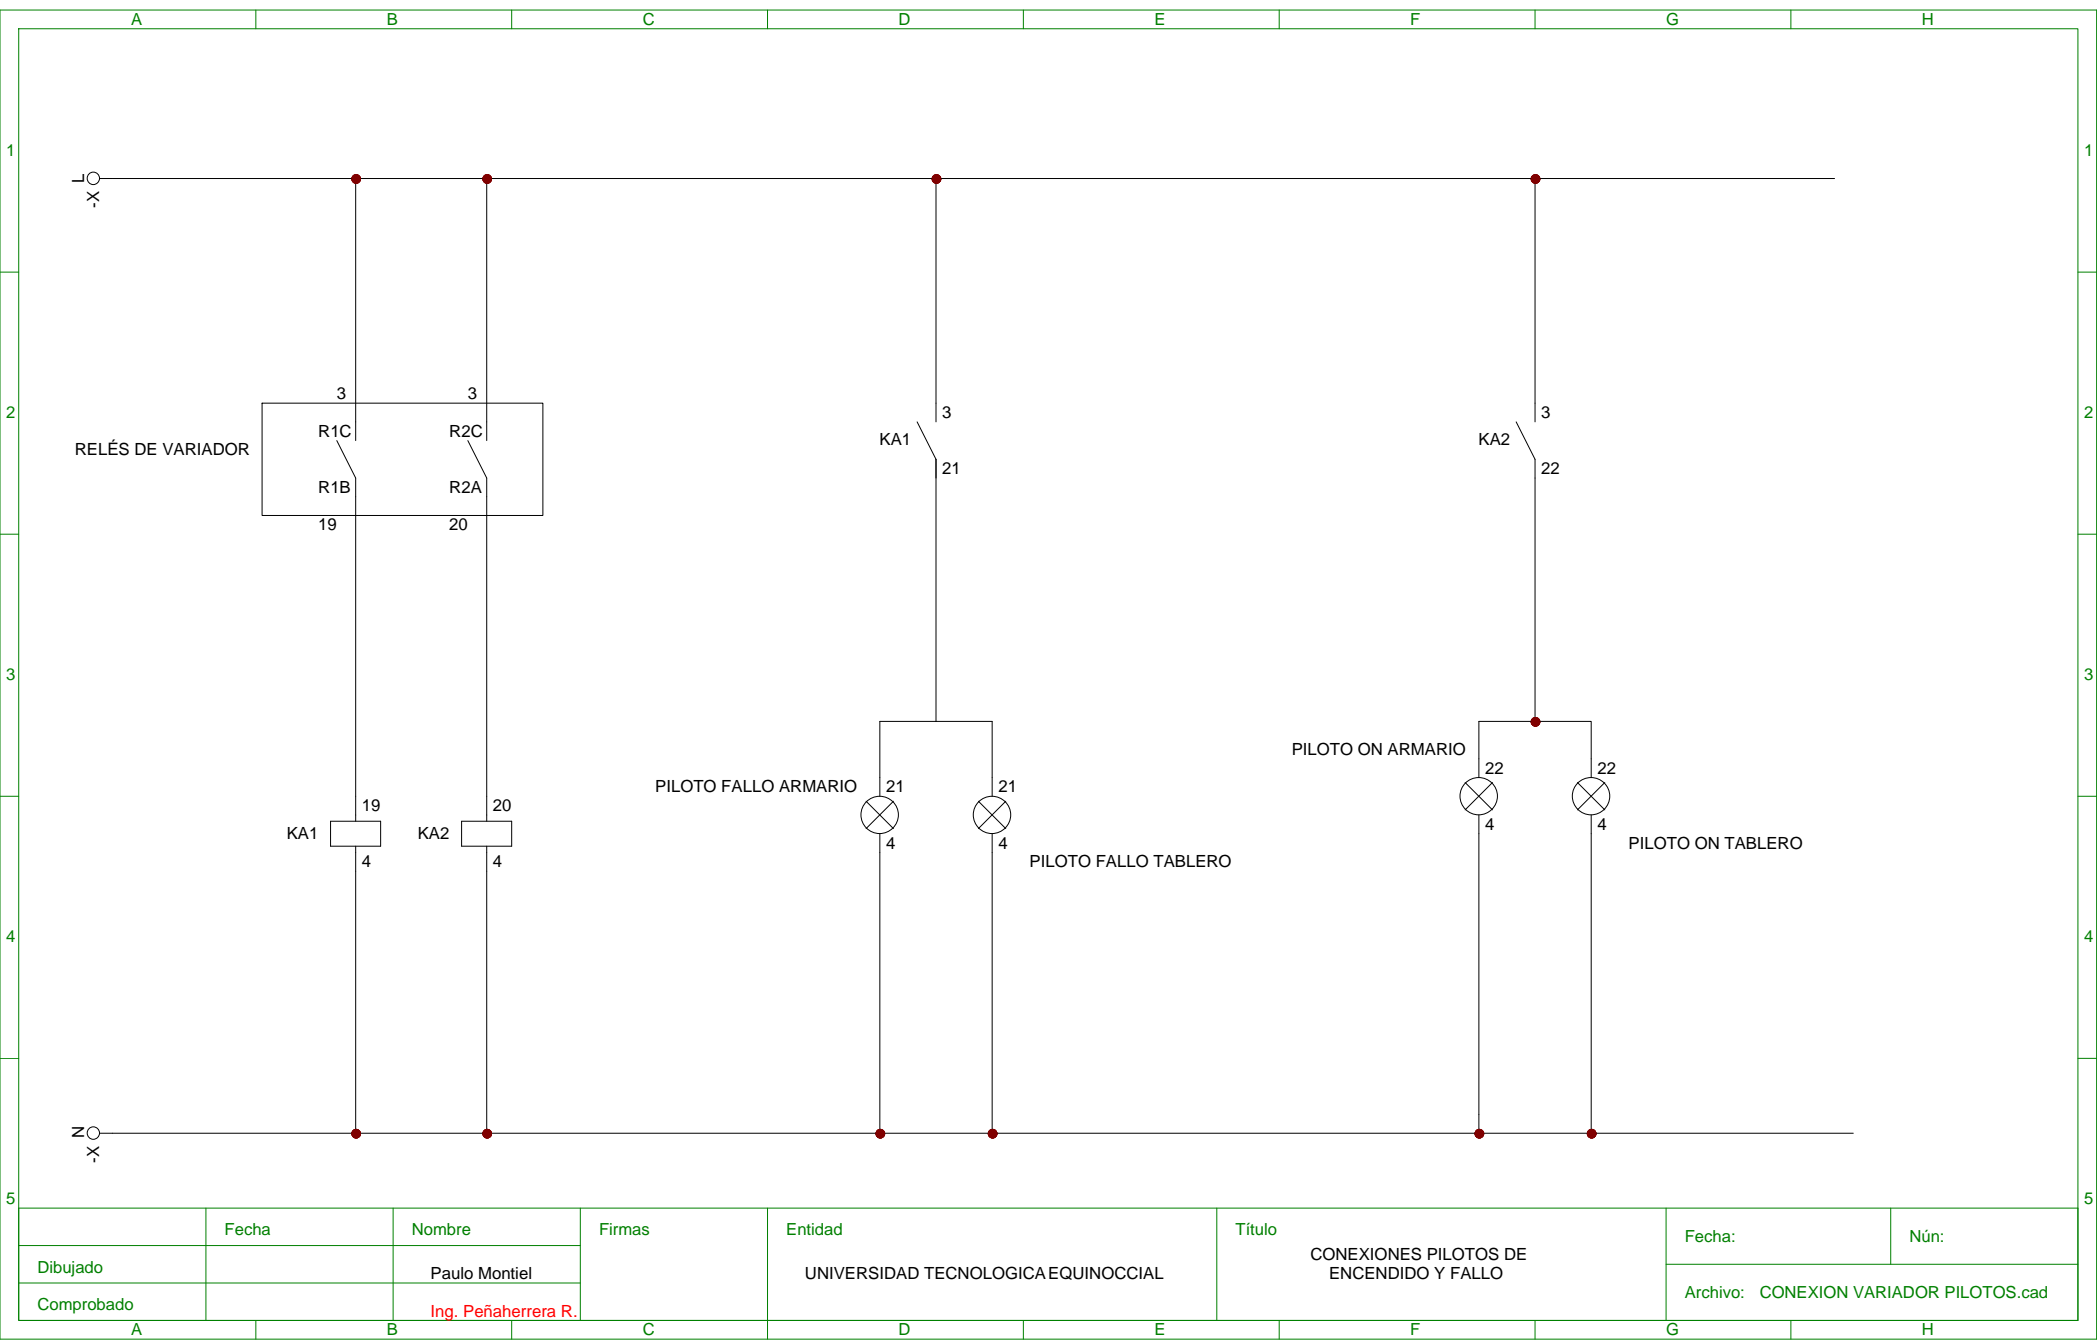 A B C D E F G H
1 1
L
-X
3 3
3
3
2 2
R1C R2C
KA1
KA2
RELÉS DE VARIADOR
21
22
R1B R2A
19 20
3 3
PILOTO ON ARMARIO
22 22
PILOTO FALLO ARMARIO
21 21
19 20
4 4
KA1 KA2
4 4
PILOTO ON TABLERO
4 4
PILOTO FALLO TABLERO
4 4
N
-X
5 5
Fecha Nombre Firmas Entidad Título Fecha: Nún:
CONEXIONES PILOTOS DE
ENCENDIDO Y FALLO
Dibujado Paulo Montiel UNIVERSIDAD TECNOLOGICA EQUINOCCIAL
Archivo: CONEXION VARIADOR PILOTOS.cad
Comprobado Ing. Peñaherrera R.
A B C D E F G H